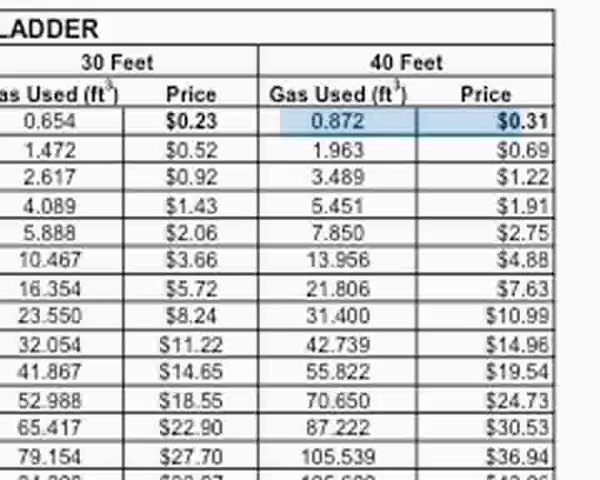 LADDER
30 Feet 40 Feet
as Used (ft³) Price Gas Used (ft³) Price
0.654 $0.23 0.872 $0.31
1.472 $0.52 1.963 $0.69
2.617 $0.92 3.489 $1.22
4.089 $1.43 5.451 $1.91
5.888 $2.06 7.850 $2.75
10.467 $3.66 13.956 $4.88
16.354 $5.72 21.806 $7.63
23.550 $8.24 31.400 $10.99
32.054 $11.22 42.739 $14.96
41.867 $14.65 55.822 $19.54
52.988 $18.55 70.650 $24.73
65.417 $22.90 87.222 $30.53
79.154 $27.70 105.539 $36.94